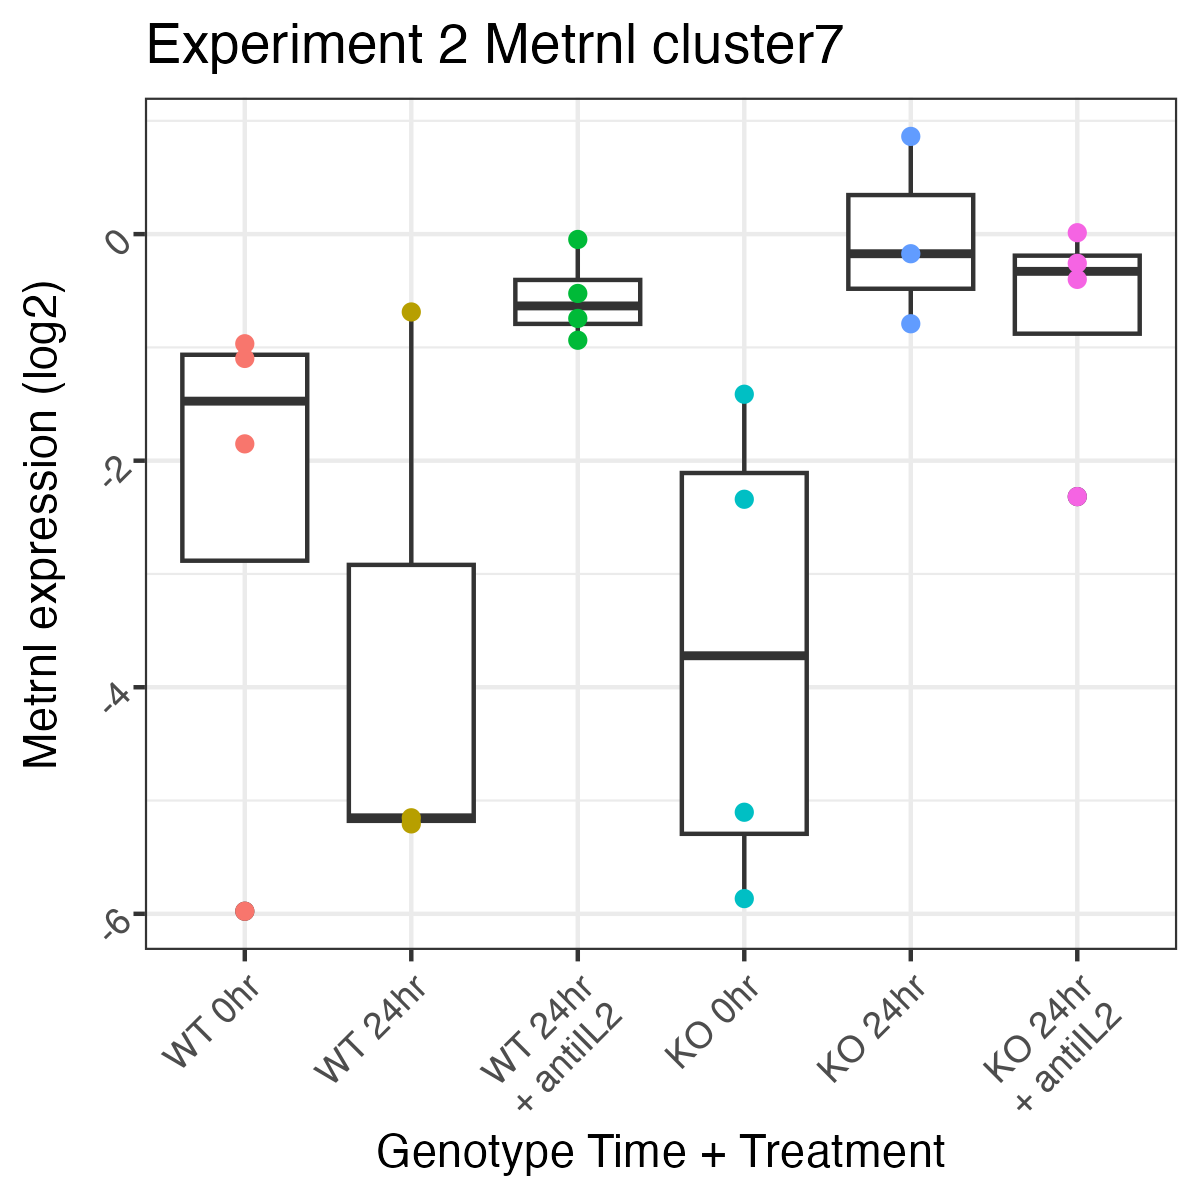 Experiment 2 Metrnl cluster7
Metrnl expression (log2)
0
-2
-4
-6
WT 0hr
WT 24hr
WT 24hr
+ antiIL2
KO 0hr
KO 24hr
KO 24hr
+ antiIL2
Genotype Time + Treatment